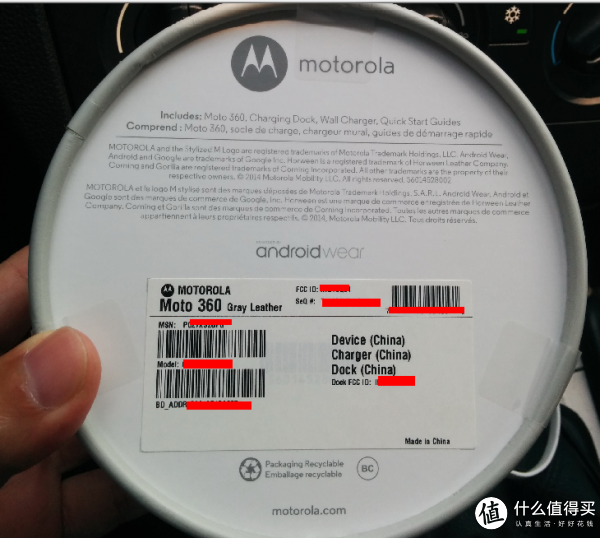 motorola
Includes: Moto 360, Charging Dock, Wall Charger, Quick Start Guides
Comprend : Moto 360, socle de charge, chargeur mural, guides de démarrage rapide
MOTOROLA and the Stylized M Logo are registered trademarks of Motorola Trademark Holdings, LLC. Android Wear,
Android and Google are trademarks of Google Inc. Horween is a registered trademark of Horween Leather Company.
Corning and Gorilla are registered trademarks of Corning Incorporated. All other trademarks are the property of their
respective owners. © 2014 Motorola Mobility LLC. All rights reserved.
MOTOROLA et le logo M stylisé sont des marques déposées de Motorola Trademark Holdings, S.A.R.L. Android Wear, Android et
Google sont des marques de commerce de Google, Inc. Horween est une marque de commerce enregistrée de Horween Leather
Company. Corning et Gorilla sont des marques de commerce de Corning Incorporated. Toutes les autres marques de commerce
appartiennent à leurs propriétaires respectifs. © 2014, Motorola Mobility LLC. Tous droits réservés.
androidwear
MOTOROLA
Moto 360 Gray Leather
FCC ID:
SeQ #:
MSN:
Model:
BD_ADDR
Device (China)
Charger (China)
Dock (China)
Dock FCC ID:
Made in China
Packaging Recyclable
Emballage recyclable
BC
motorola.com
值 什么值得买
认真生活·好好花钱